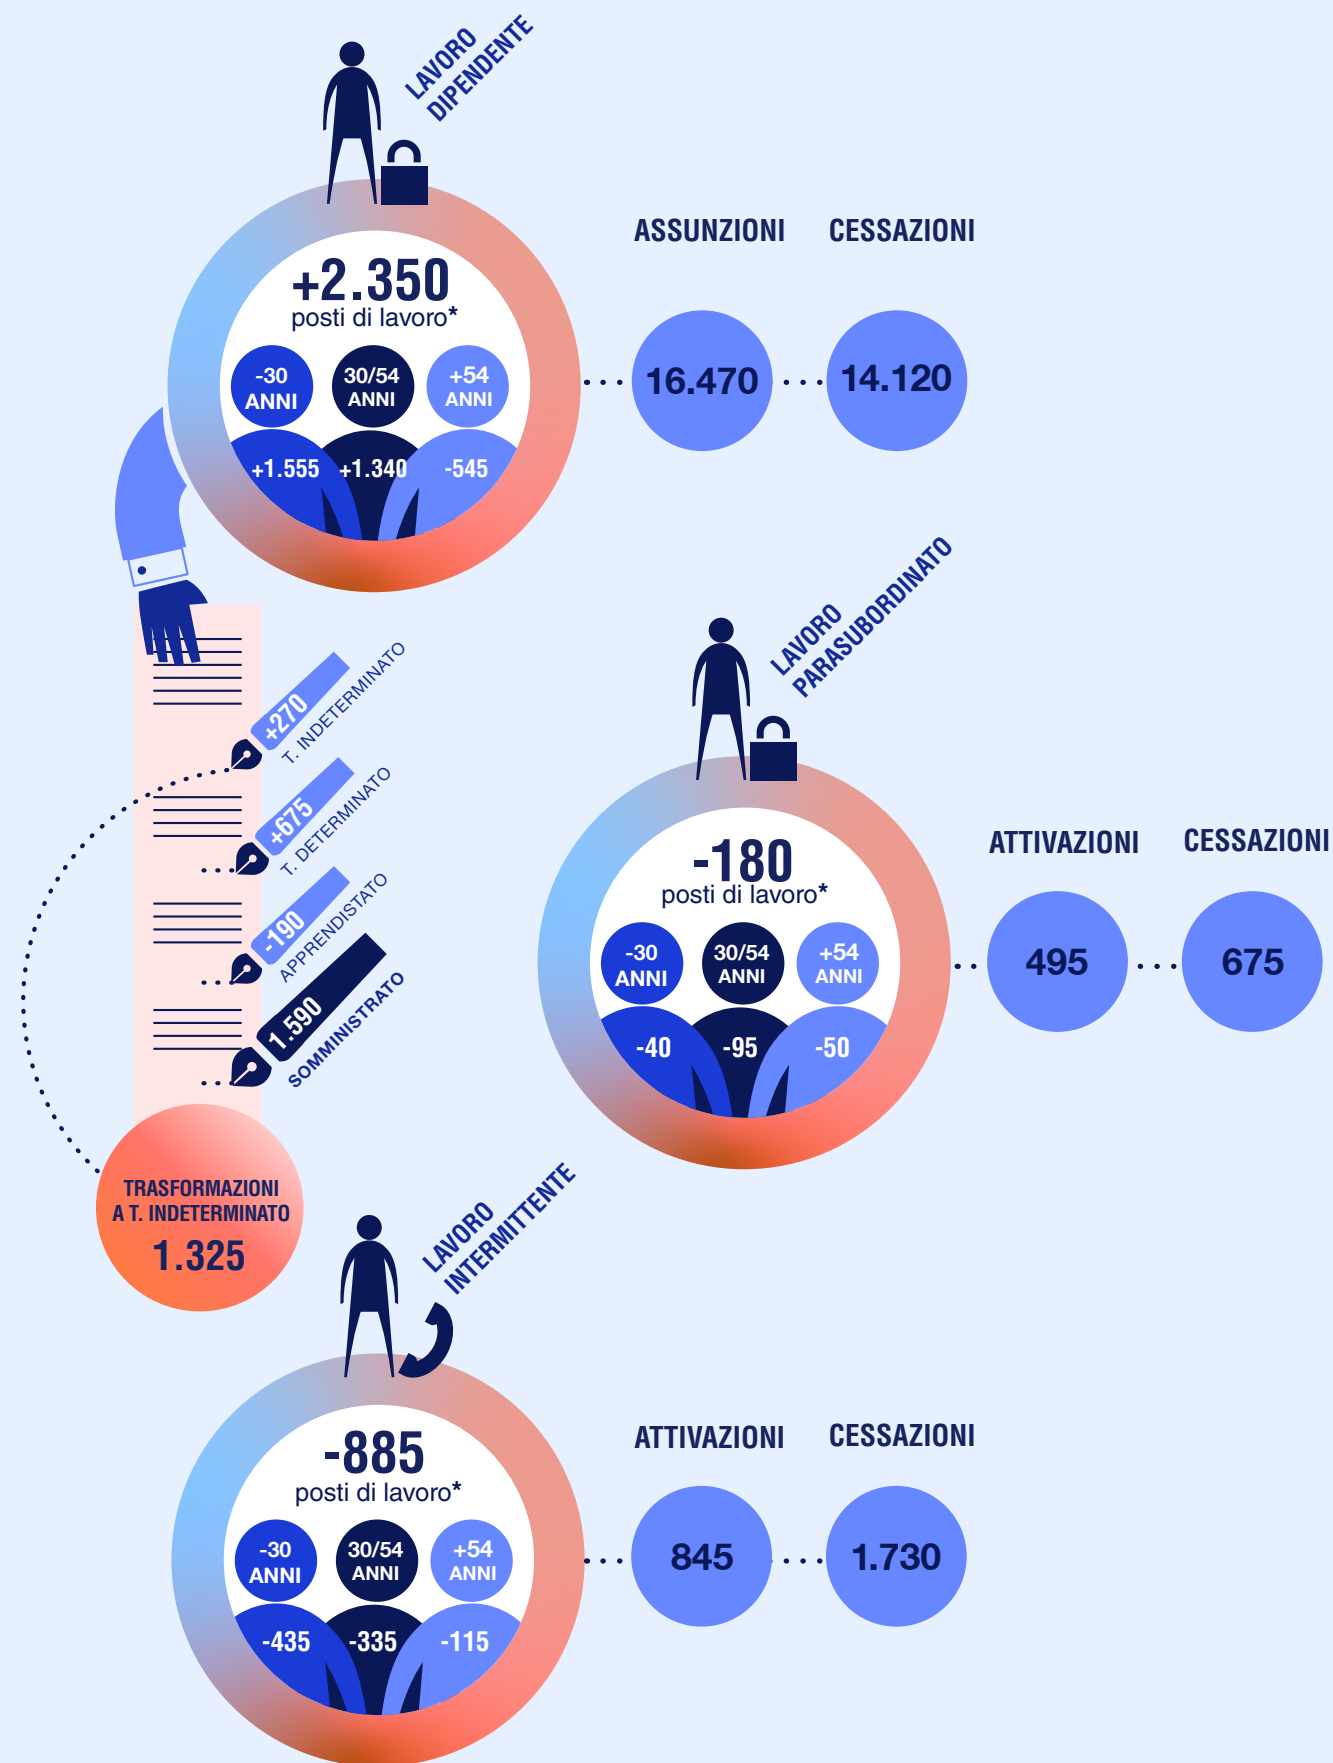 LAVORO
DIPENDENTE
ASSUNZIONI
CESSAZIONI
+2.350
posti di lavoro*
-30
ANNI
30/54
ANNI
+54
ANNI
16.470
14.120
+1.555
+1.340
-545
+270
T. INDETERMINATO
+675
T. DETERMINATO
-190
APPRENDISTATO
1.590
SOMMINISTRATO
TRASFORMAZIONI
A T. INDETERMINATO
1.325
LAVORO
PARASUBORDINATO
ATTIVAZIONI
CESSAZIONI
-180
posti di lavoro*
-30
ANNI
30/54
ANNI
+54
ANNI
495
675
-40
-95
-50
LAVORO
INTERMITTENTE
ATTIVAZIONI
CESSAZIONI
-885
posti di lavoro*
-30
ANNI
30/54
ANNI
+54
ANNI
845
1.730
-435
-335
-115